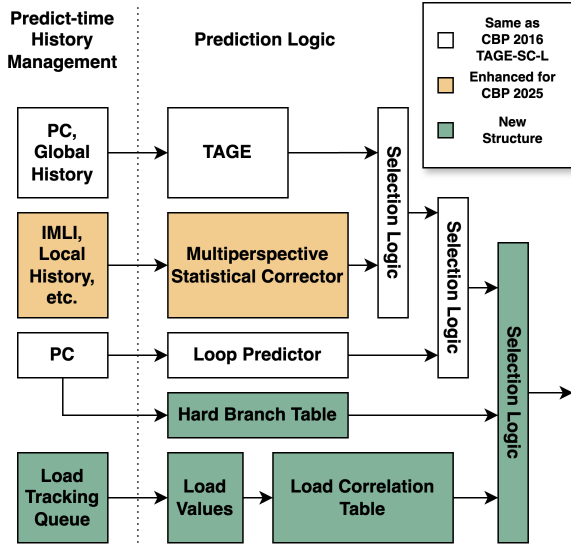 Predict-time
History
Management
Prediction Logic
Same as
CBP 2016
TAGE-SC-L
Enhanced for
CBP 2025
New
Structure
PC,
Global
History
TAGE
Selection Logic
IMLI,
Local
History,
etc.
Multiperspective
Statistical Corrector
Selection Logic
PC
Loop Predictor
Selection Logic
Hard Branch Table
Load
Tracking
Queue
Load
Values
Load Correlation
Table